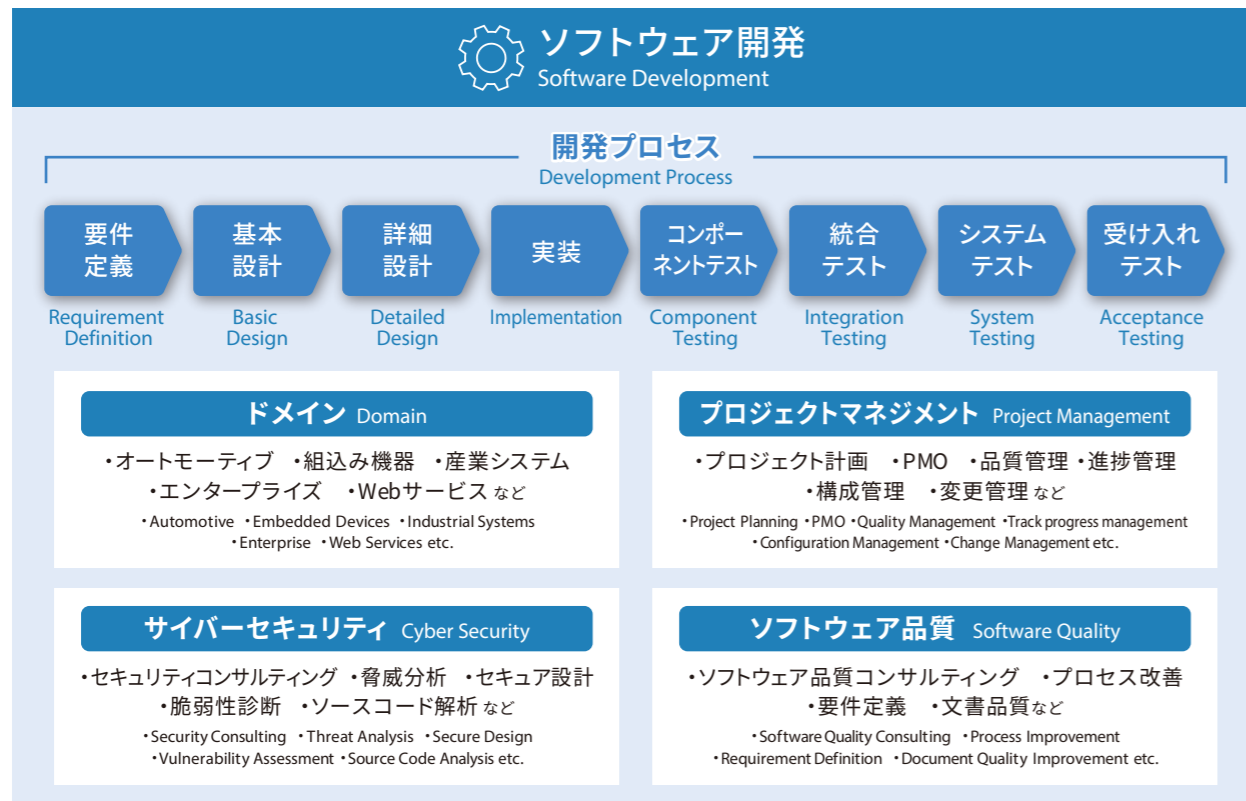 ソフトウェア開発
Software Development
開発プロセス
Development Process
要件
定義
基本
設計
詳細
設計
実装
コンポー
ネントテスト
統合
テスト
システム
テスト
受け入れ
テスト
Requirement
Definition
Basic
Design
Detailed
Design
Implementation
Component
Testing
Integration
Testing
System
Testing
Acceptance
Testing
ドメイン Domain
・オートモーティブ ・組込み機器 ・産業システム
・エンタープライズ ・Webサービス など
・Automotive ・Embedded Devices ・Industrial Systems
・Enterprise ・Web Services etc.
プロジェクトマネジメント Project Management
・プロジェクト計画 ・PMO ・品質管理 ・進捗管理
・構成管理 ・変更管理 など
・Project Planning ・PMO ・Quality Management ・Track progress management
・Configuration Management ・Change Management etc.
サイバーセキュリティ Cyber Security
・セキュリティコンサルティング ・脅威分析 ・セキュア設計
・脆弱性診断 ・ソースコード解析 など
・Security Consulting ・Threat Analysis ・Secure Design
・Vulnerability Assessment ・Source Code Analysis etc.
ソフトウェア品質 Software Quality
・ソフトウェア品質コンサルティング ・プロセス改善
・要件定義 ・文書品質など
・Software Quality Consulting ・Process Improvement
・Requirement Definition ・Document Quality Improvement etc.